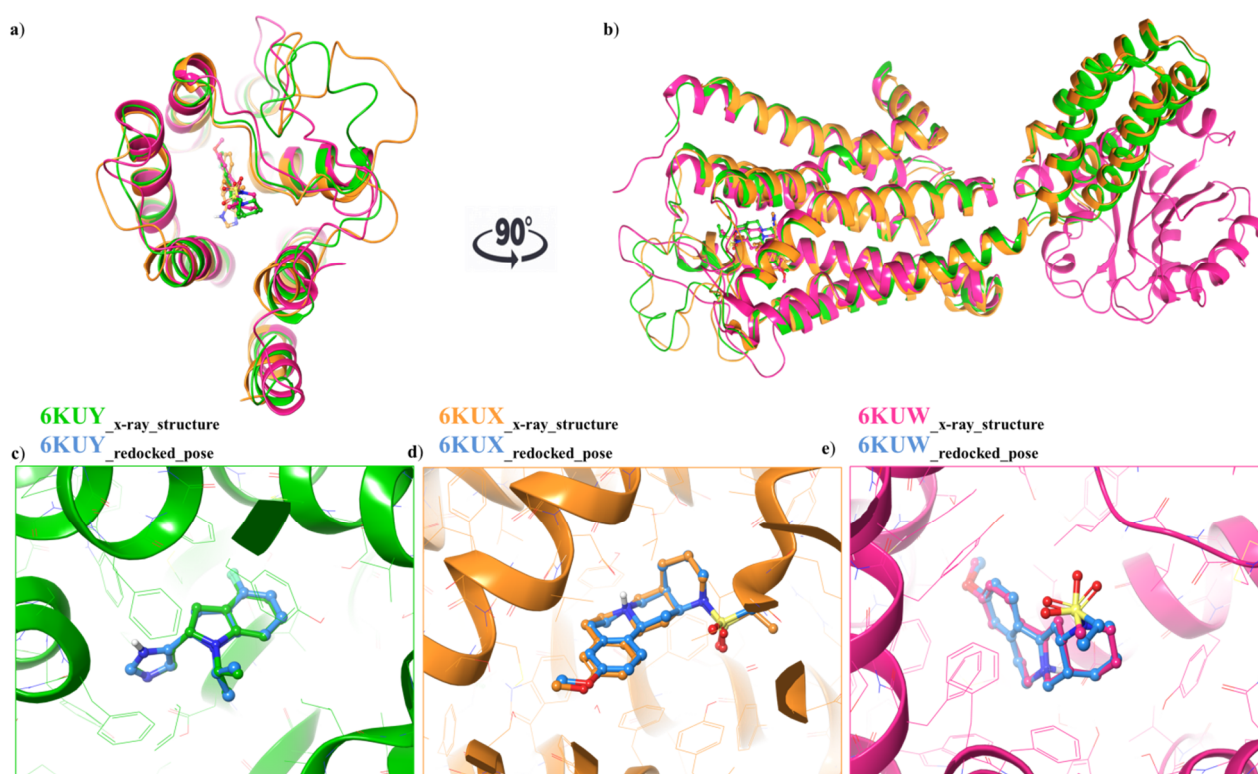 a)
b)
90°
6KUY_x-ray_structure
6KUY_redocked_pose
6KUX_x-ray_structure
6KUX_redocked_pose
6KUW_x-ray_structure
6KUW_redocked_pose
c)
d)
e)